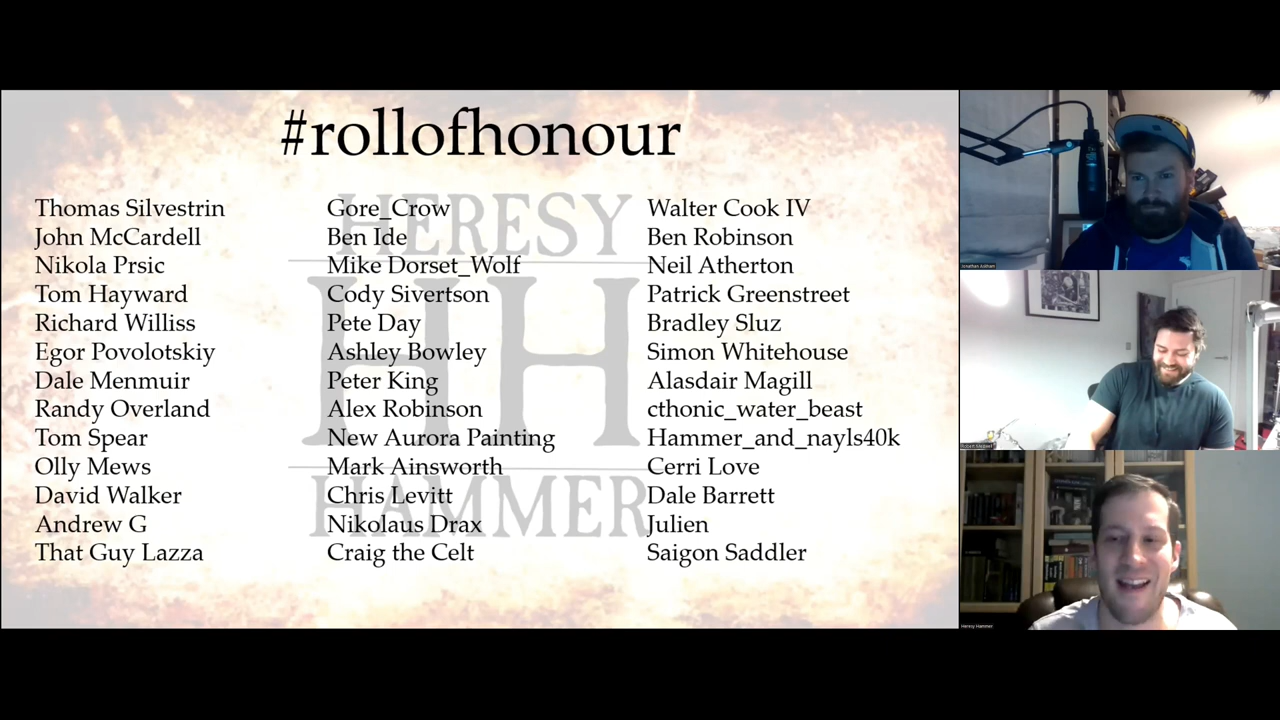 #rollofhonour
HERESY
HH
HAMMER
Thomas Silvestrin
John McCardell
Nikola Prsic
Tom Hayward
Richard Williss
Egor Povolotskiy
Dale Menmuir
Randy Overland
Tom Spear
Olly Mews
David Walker
Andrew G
That Guy Lazza
Gore_Crow
Ben Ide
Mike Dorset_Wolf
Cody Sivertson
Pete Day
Ashley Bowley
Peter King
Alex Robinson
New Aurora Painting
Mark Ainsworth
Chris Levitt
Nikolaus Drax
Craig the Celt
Walter Cook IV
Ben Robinson
Neil Atherton
Patrick Greenstreet
Bradley Sluz
Simon Whitehouse
Alasdair Magill
cthonic_water_beast
Hammer_and_nayls40k
Cerri Love
Dale Barrett
Julien
Saigon Saddler
Jonathan
Heresy Hammer